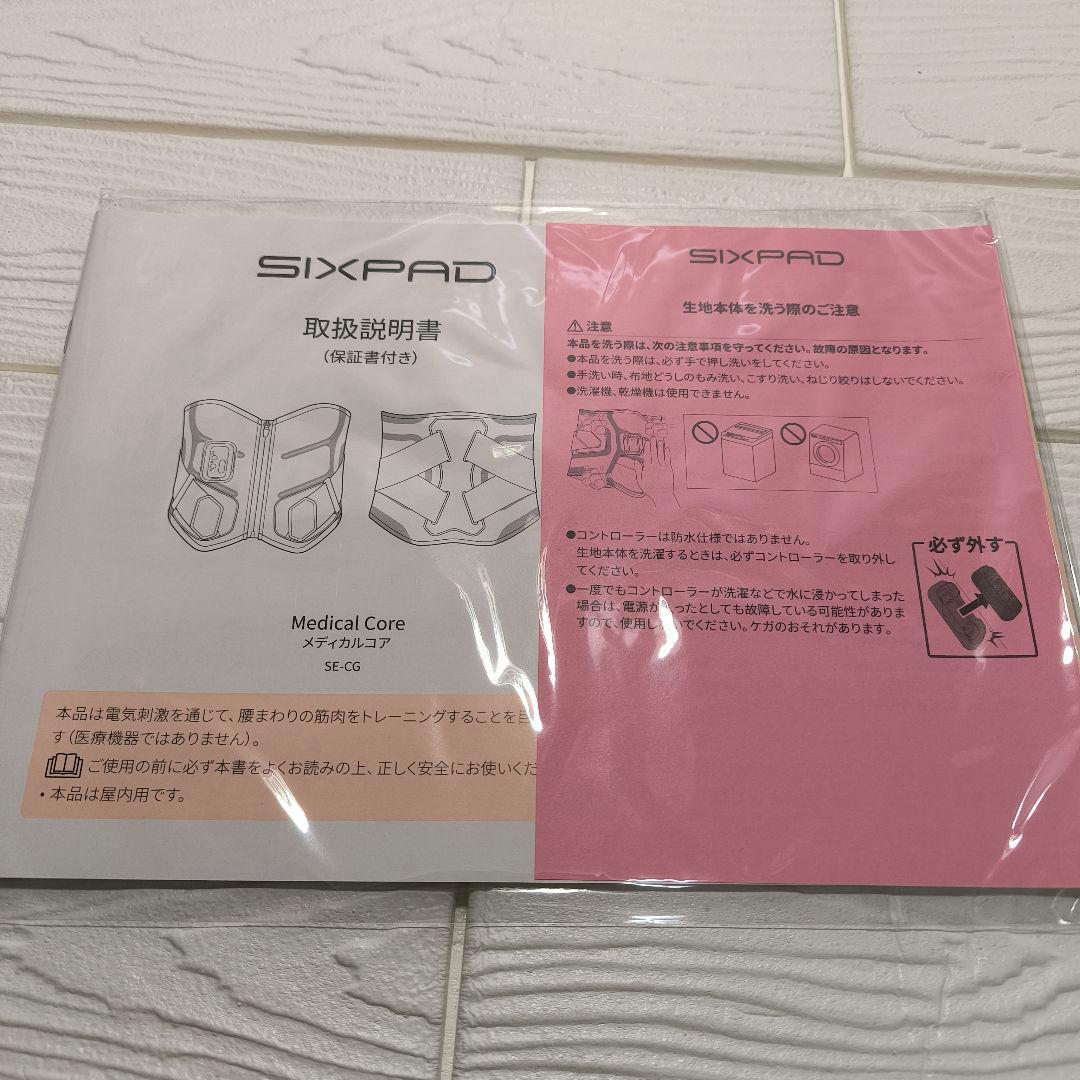 SIXPAD
取扱説明書
(保証書付き)
Medical Core
メディカルコア
SE-CG
本品は電気刺激を通じて、腰まわりの筋肉をトレーニングすることを
す(医療機器ではありません)。
ご使用の前に必ず本書をよくお読みの上、正しく安全にお使いくだ
・本品は屋内用です。
SIXPAD
生地本体を洗う際のご注意
注意
本品を洗う際は、次の注意事項を守ってください。故障の原因となります。
●本品を洗う際は、必ず手で押し洗いをしてください。
●手洗い時、布地どうしのもみ洗い、こすり洗い、ねじり絞りはしないでください。
●洗濯機、乾燥機は使用できません。
●コントローラーは防水仕様ではありません。
生地本体を洗濯するときは、必ずコントローラーを取り外し
てください。
●一度でもコントローラーが洗濯などで水に浸かってしまった
場合は、電源が入ったとしても故障している可能性がありま
すので、使用しないでください。ケガのおそれがあります。
必ず外す